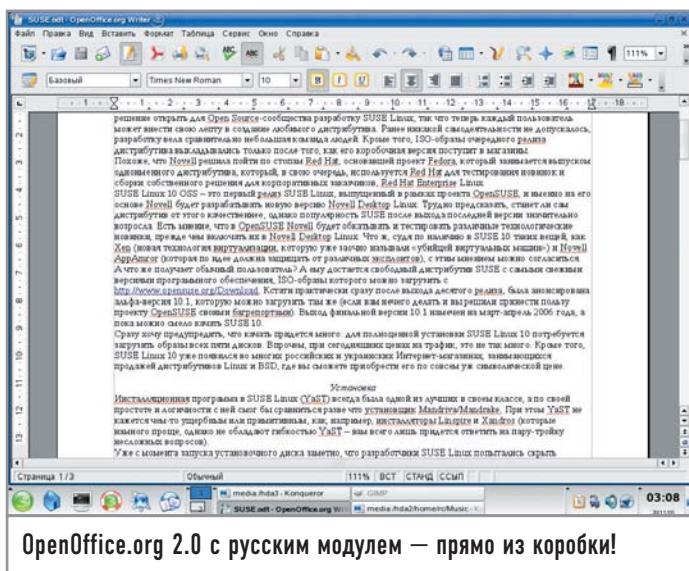 SUSE.odt - OpenOffice.org Writer
Файл Правка Вид Вставить Формат Таблица Сервис Окно Справка
111%
Базовый Times New Roman 10
решение открыть для Open Source-сообщества разработку SUSE Linux, так что теперь каждый пользователь
может внести свою лепту в создание любимого дистрибутива. Ранее никакой самодеятельности не допускалось,
разработку вела сравнительно небольшая команда людей. Кроме того, ISO-образы очередного релиза
дистрибутива выкладывались только после того, как его коробочная версия поступит в магазины.
Похоже, что Novell решила пойти по стопам Red Hat, основавшей проект Fedora, который занимается выпуском
одноименного дистрибутива, который, в свою очередь, используется Red Hat для тестирования новинок и
сборки собственного решения для корпоративных заказчиков, Red Hat Enterprise Linux.
SUSE Linux 10 OSS – это первый релиз SUSE Linux, выпущенный в рамках проекта OpenSUSE, и именно на его
основе Novell будет разрабатывать новую версию Novell Desktop Linux. Трудно предсказать, станет ли сам
дистрибутив от этого качественнее, однако популярность SUSE после выхода последней версии значительно
возросла. Есть мнение, что в OpenSUSE Novell будет обкатывать и тестировать различные технологические
новинки, прежде чем включать их в Novell Desktop Linux. Что ж, судя по наличию в SUSE 10 таких вещей, как
Xen (новая технология виртуализации, которую уже заочно называли «убийцей виртуальных машин») и Novell
AppAmror (которая по идее должна защищать от различных эксплоитов), с этим мнением можно согласиться.
А что же получает обычный пользователь? А ему достается свободный дистрибутив SUSE с самыми свежими
версиями программного обеспечения, ISO-образы которого можно загрузить с
http://www.opensuse.org/Download. Кстати практически сразу после выхода десятого релиза, была анонсирована
альфа-версия 10.1, которую можно загрузить там же (если вам нечего делать и вы решили принести пользу
проекту OpenSUSE своими багрепортами). Выход финальной версии 10.1 намечен на март-апрель 2006 года, а
пока можно смело качать SUSE 10.
Сразу хочу предупредить, что качать придется много: для полноценной установки SUSE Linux 10 потребуется
загрузить образы всех пяти дисков. Впрочем, при сегодняшних ценах на трафик, это не так много. Кроме того,
SUSE Linux 10 уже появился во многих российских и украинских Интернет-магазинах, занимающихся
продажей дистрибутивов Linux и BSD, где вы сможете приобрести его по совсем уж символической цене.
Установка
Инсталляционная программа в SUSE Linux (YaST) всегда была одной из лучших в своем классе, а по своей
простоте и логичности с ней смог бы сравниться разве что установщик Mandriva/Mandrake. При этом YaST не
кажется чем-то ущербным или примитивным, как, например, инсталляторы Linspire и Xandros (которые
намного проще, однако не обладают гибкостью YaST – вам всего лишь придется ответить на пару-тройку
несложных вопросов).
Уже с момента запуска установочного диска заметно, что разработчики SUSE Linux попытались скрыть
Страница 1/3 Обычный 111% ВСТ СТАНД ССЫЛ
media:/hda3 - Konqueror GIMP
SUSE.odt - OpenOffice.org Wri media:/hda2/home/ro/Music - K
03:08
OpenOffice.org 2.0 с русским модулем — прямо из коробки!